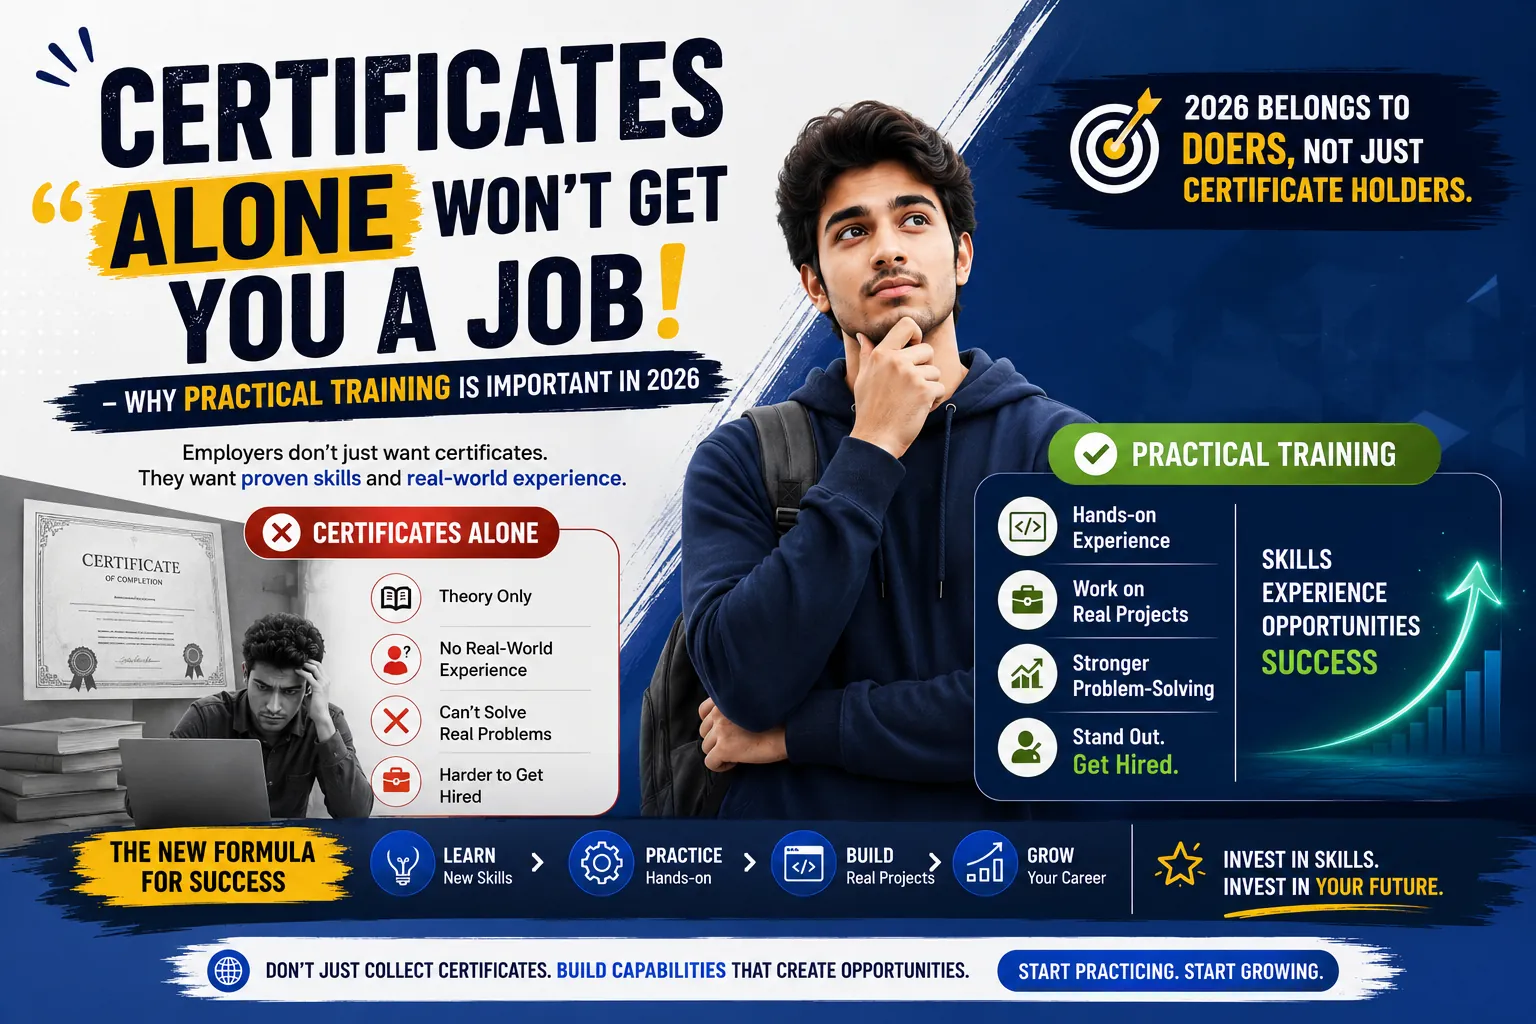 CERTIFICATES
“ALONE WON’T GET
YOU A JOB!
– WHY PRACTICAL TRAINING IS IMPORTANT IN 2026
Employers don’t just want certificates.
They want proven skills and real-world experience.
2026 BELONGS TO
DOERS, NOT JUST
CERTIFICATE HOLDERS.
CERTIFICATE
OF COMPLETION
CERTIFICATES ALONE
Theory Only
?
No Real-World
Experience
Can’t Solve
Real Problems
Harder to Get
Hired
PRACTICAL TRAINING
</>
Hands-on
Experience
Work on
Real Projects
Stronger
Problem-Solving
Stand Out.
Get Hired.
SKILLS
EXPERIENCE
OPPORTUNITIES
SUCCESS
THE NEW FORMULA
FOR SUCCESS
LEARN
New Skills
PRACTICE
Hands-on
</>
BUILD
Real Projects
GROW
Your Career
INVEST IN SKILLS.
INVEST IN YOUR FUTURE.
DON’T JUST COLLECT CERTIFICATES. BUILD CAPABILITIES THAT CREATE OPPORTUNITIES.
START PRACTICING. START GROWING.